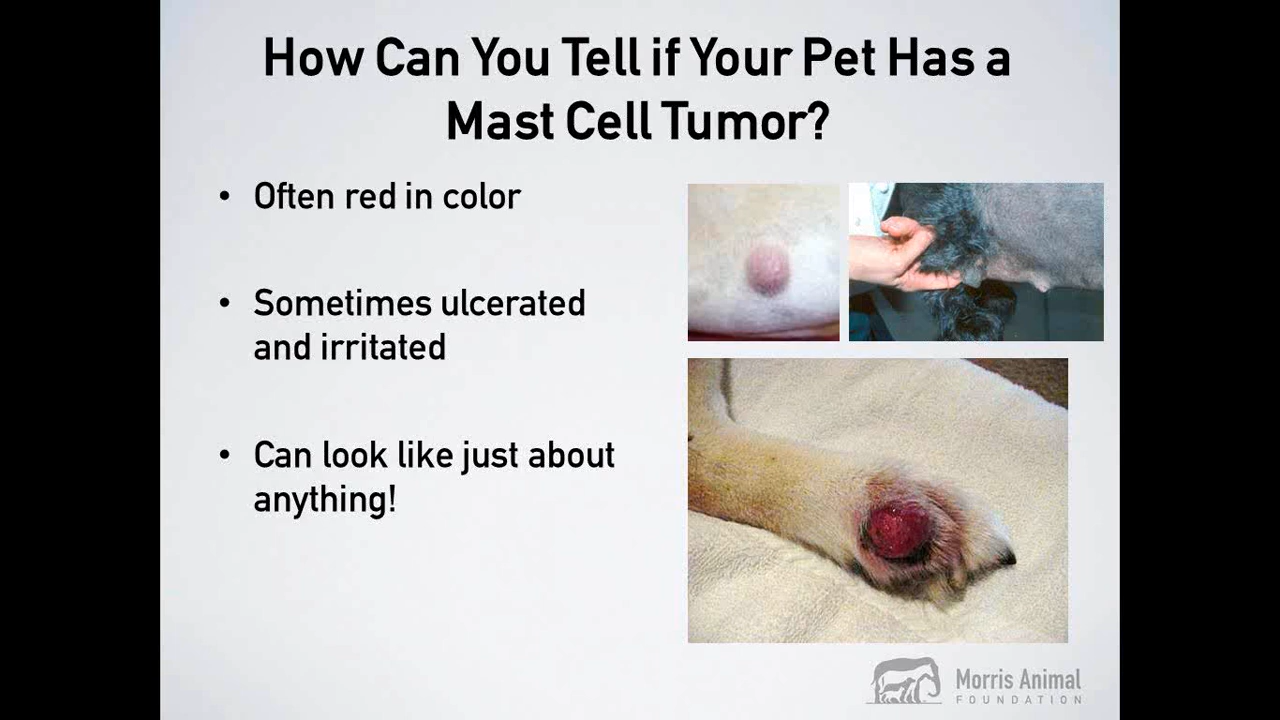 How Can You Tell if Your Pet Has a
Mast Cell Tumor?
• Often red in color
• Sometimes ulcerated
and irritated
• Can look like just about
anything!
Morris Animal
FOUNDATION